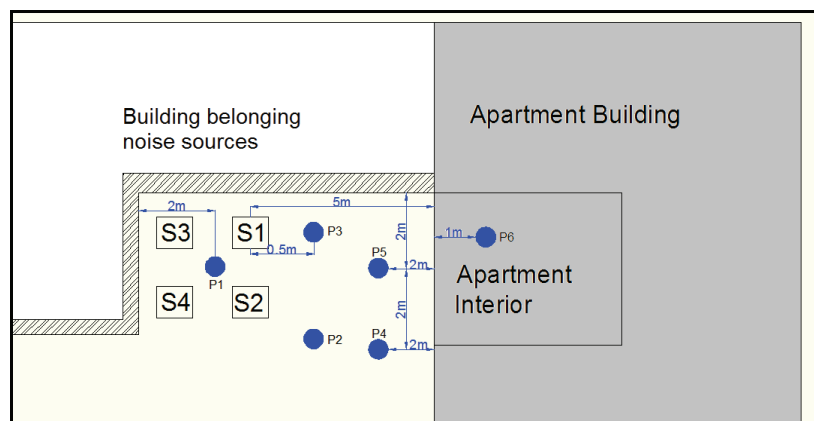 Building belonging
noise sources
Apartment Building
5m
2m
S3
S1
P3
2m
1m
P6
0.5m
P5
2m
P1
Apartment
Interior
S4
S2
2m
P2
P4
2m